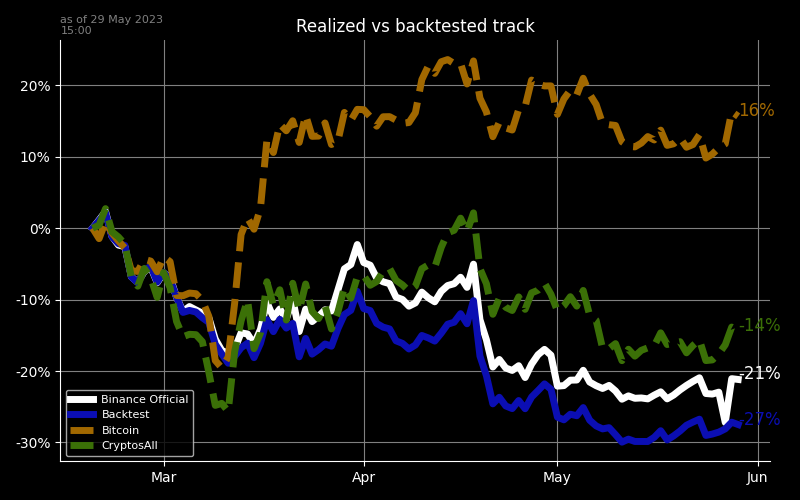 as of 29 May 2023
15:00
Realized vs backtested track
20%
10%
0%
-10%
-20%
-30%
16%
-14%
-21%
-27%
Binance Official
Backtest
Bitcoin
CryptosAll
Mar
Apr
May
Jun